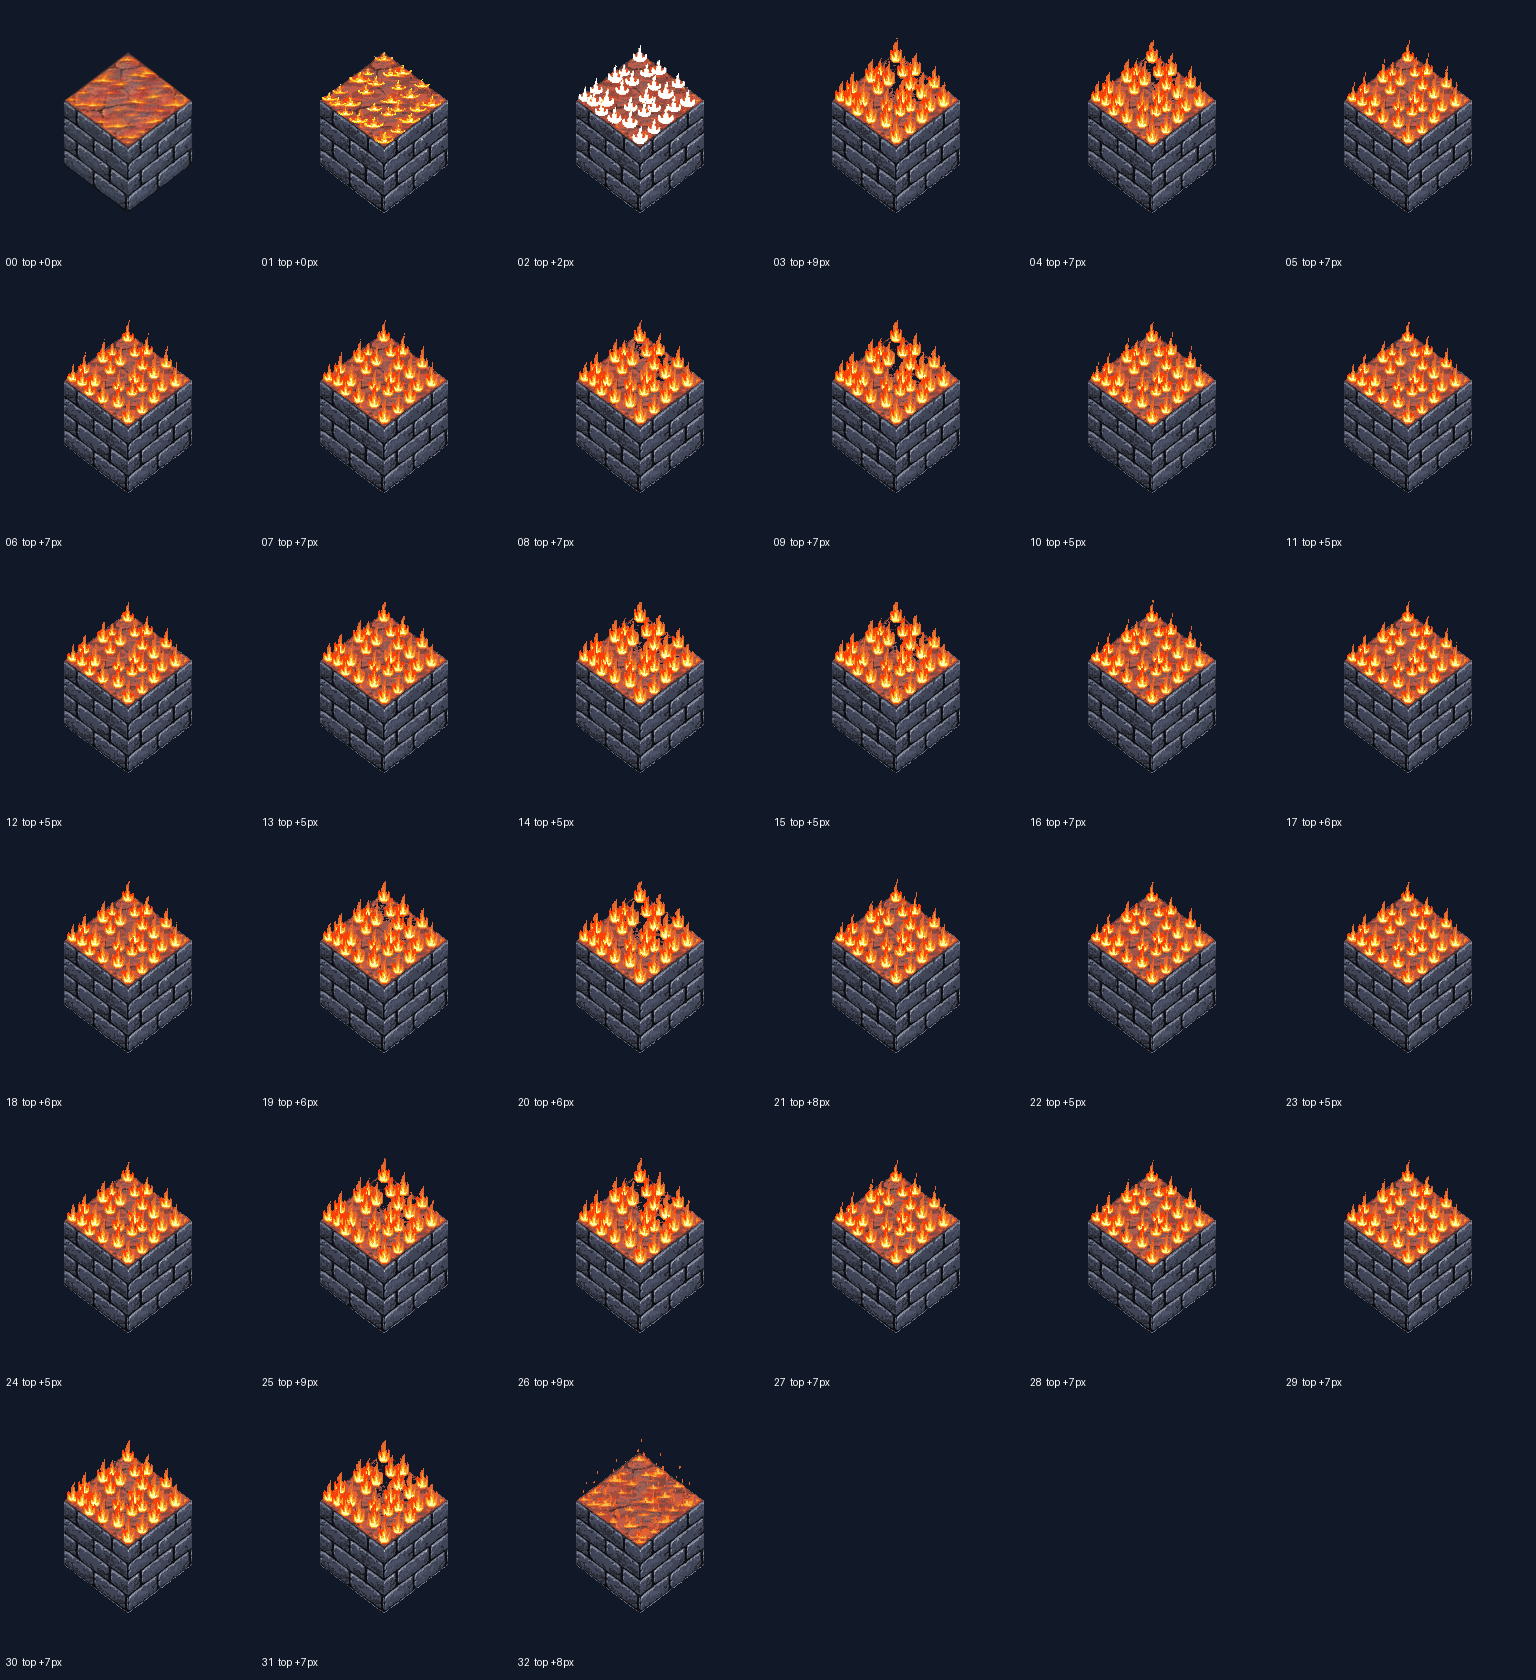 00 top +0px
01 top +0px
02 top +2px
03 top +9px
04 top +7px
05 top +7px
06 top +7px
07 top +7px
08 top +7px
09 top +7px
10 top +5px
11 top +5px
12 top +5px
13 top +5px
14 top +5px
15 top +5px
16 top +7px
17 top +6px
18 top +6px
19 top +6px
20 top +6px
21 top +8px
22 top +5px
23 top +5px
24 top +5px
25 top +9px
26 top +9px
27 top +7px
28 top +7px
29 top +7px
30 top +7px
31 top +7px
32 top +8px